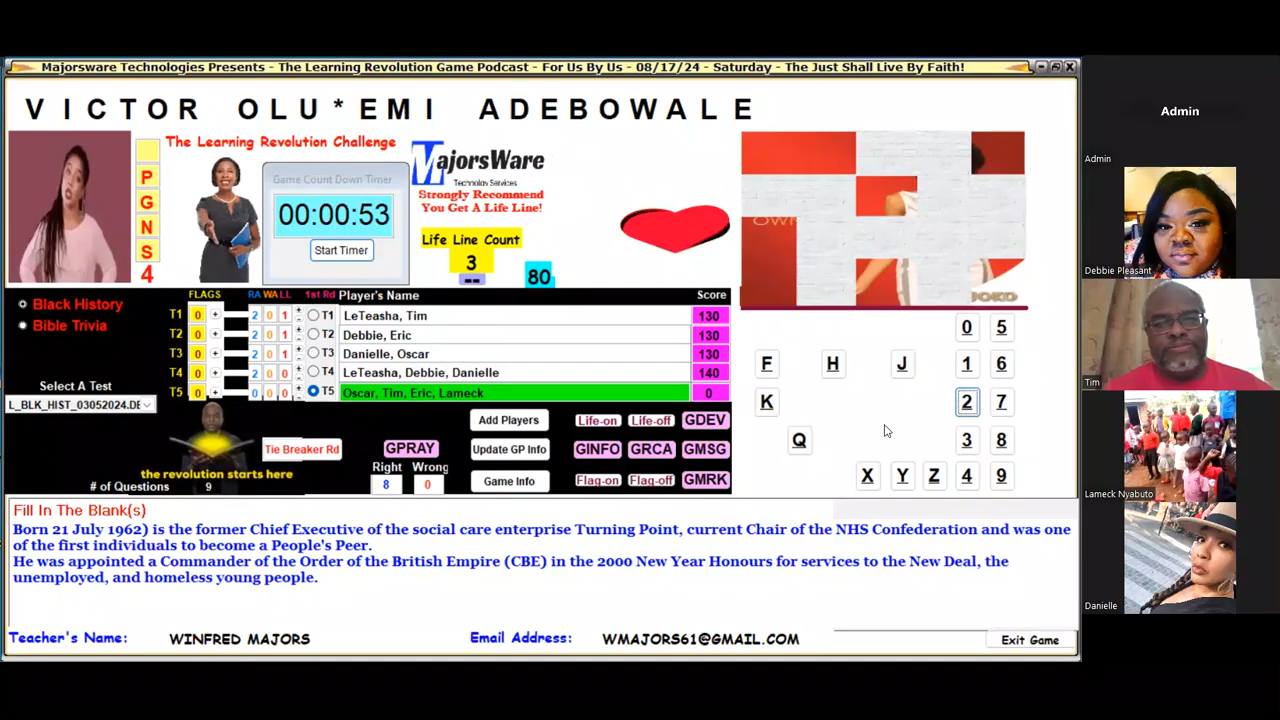 Majorsware Technologies Presents - The Learning Revolution Game Podcast - For Us By Us - 08/17/24 - Saturday - The Just Shall Live By Faith!
VICTOR OLU*EMI ADEBOWALE
Admin
Admin
The Learning Revolution Challenge
MajorsWare
Technology Services
Strongly Recommend
You Get A Life Line!
Game Count Down Timer
00:00:53
Start Timer
Life Line Count
3
--
80
P
G
N
S
4
OWN
Debbie Pleasant
FLAGS RA WA LL 1st Rd Player's Name Score
Black History
Bible Trivia
T1 0 + 2 0 1 T1 LeTeasha, Tim 130
T2 0 + 2 0 1 T2 Debbie, Eric 130
T3 0 + 2 0 1 T3 Danielle, Oscar 130
T4 0 + 2 0 0 T4 LeTeasha, Debbie, Danielle 140
T5 0 + 0 0 0 T5 Oscar, Tim, Eric, Lameck 0
Select A Test
L_BLK_HIST_03052024.DE
0 5
F H J 1 6
K 2 7
Q 3 8
X Y Z 4 9
Tim
Add Players Life-on Life-off GDEV
Tie Breaker Rd GPRAY Update GP Info GINFO GRCA GMSG
the revolution starts here
Right Wrong
# of Questions 9 8 0 Game Info Flag-on Flag-off GMRK
Lameck Nyabuto
Fill In The Blank(s)
Born 21 July 1962) is the former Chief Executive of the social care enterprise Turning Point, current Chair of the NHS Confederation and was one
of the first individuals to become a People's Peer.
He was appointed a Commander of the Order of the British Empire (CBE) in the 2000 New Year Honours for services to the New Deal, the
unemployed, and homeless young people.
Danielle
Teacher's Name: WINFRED MAJORS Email Address: WMAJORS61@GMAIL.COM Exit Game